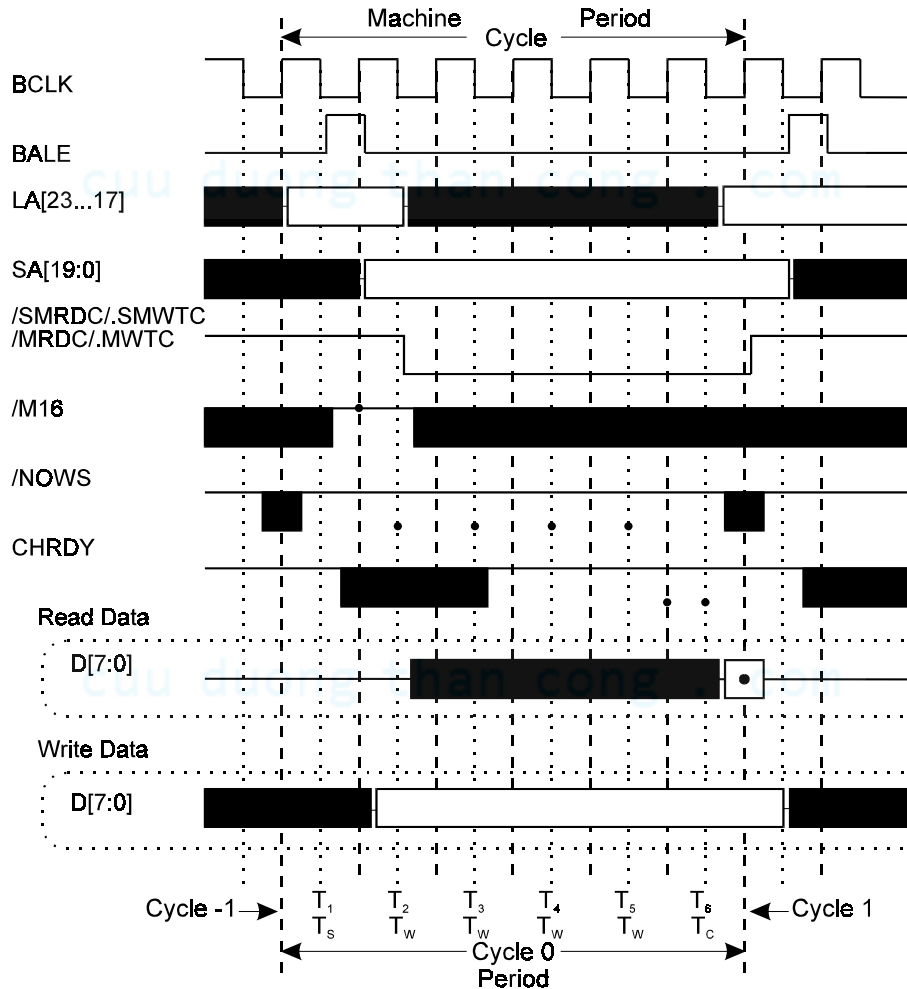 Machine Period
Cycle
BCLK
BALE
cuu duong than cong . com
LA[23...17]
SA[19:0]
/SMRDC/.SMWTC
/MRDC/.MWTC
/M16
/NOWS
CHRDY
Read Data
D[7:0]
cuu duong than cong . com
Write Data
D[7:0]
T1 T2 T3 T4 T5 T6
Cycle -1 Cycle 1
TS TW TW TW TW TC
Cycle 0
Period